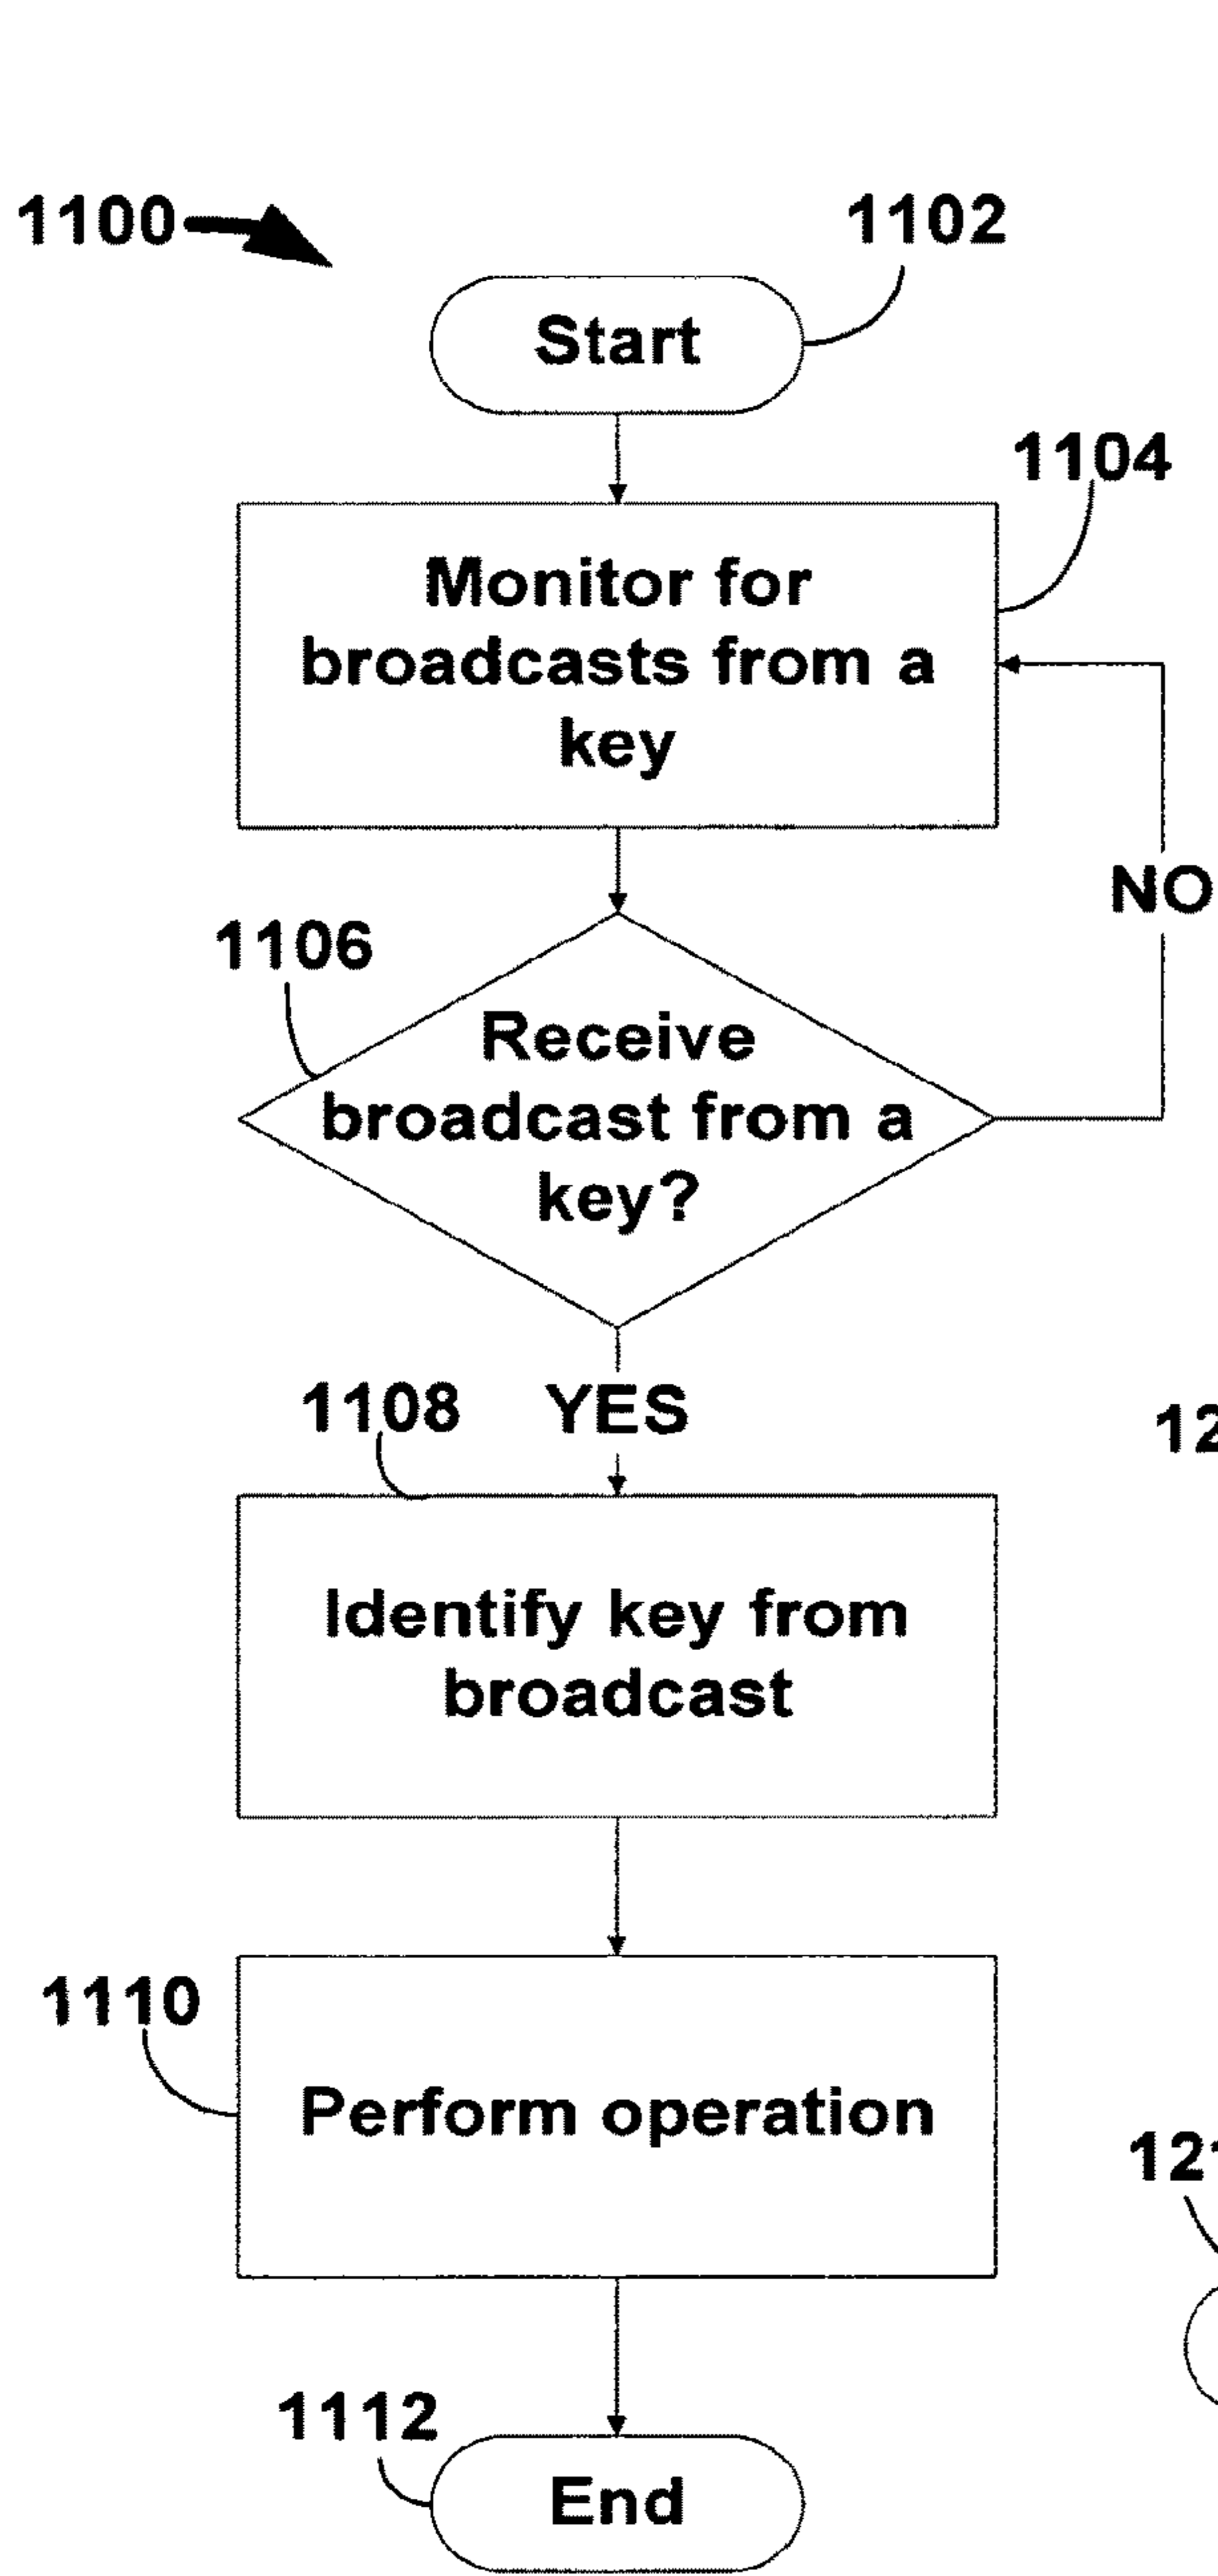 1100
1102
Start
1104
Monitor for
broadcasts from a
key
NO
1106
Receive
broadcast from a
key?
1108
YES
Identify key from
broadcast
1110
Perform operation
1112
End